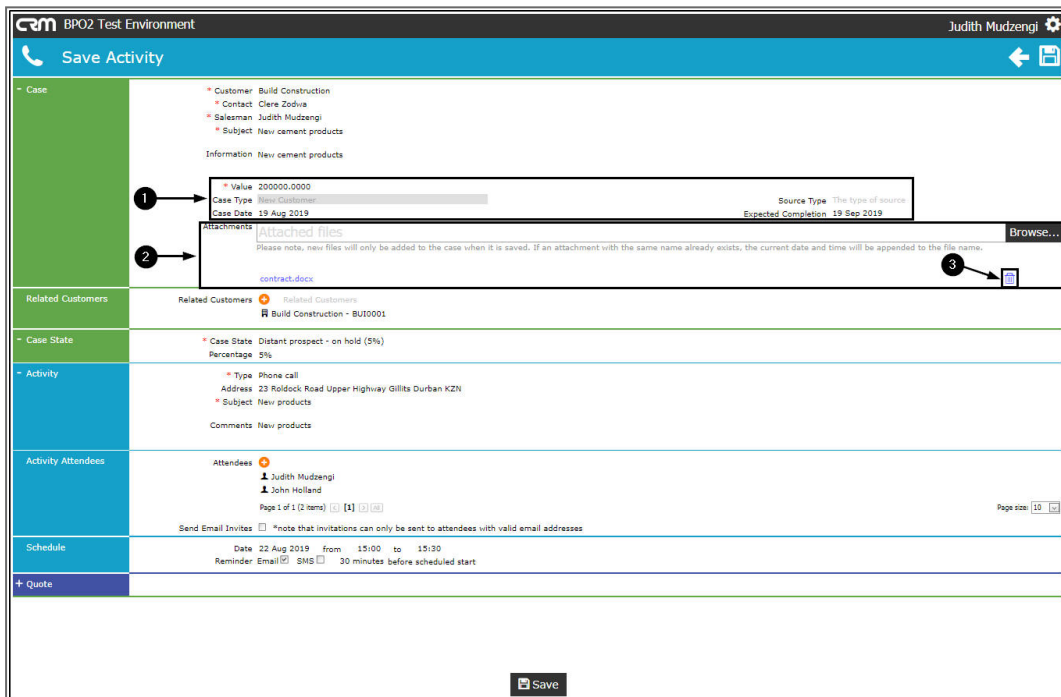 CRM BPO2 Test Environment Judith Mudzengi
Save Activity
- Case
* Customer Build Construction
* Contact Clere Zodwa
* Salesman Judith Mudzengi
* Subject New cement products
Information New cement products
1
* Value 200000.0000
Case Type New Customer Source Type The type of source
Case Date 19 Aug 2019 Expected Completion 19 Sep 2019
2
Attachments Attached files Browse...
Please note, new files will only be added to the case when it is saved. If an attachment with the same name already exists, the current date and time will be appended to the file name.
3
contract.docx
Related Customers Related Customers Related Customers
Build Construction - BUI0001
- Case State * Case State Distant prospect - on hold (5%)
Percentage 5%
- Activity * Type Phone call
Address 23 Roldock Road Upper Highway Gillits Durban KZN
* Subject New products
Comments New products
Activity Attendees Attendees
Judith Mudzengi
John Holland
Page 1 of 1 (2 items) < [1] > All Page size: 10
Send Email Invites *note that invitations can only be sent to attendees with valid email addresses
Schedule Date 22 Aug 2019 from 15:00 to 15:30
Reminder Email SMS 30 minutes before scheduled start
+ Quote
Save